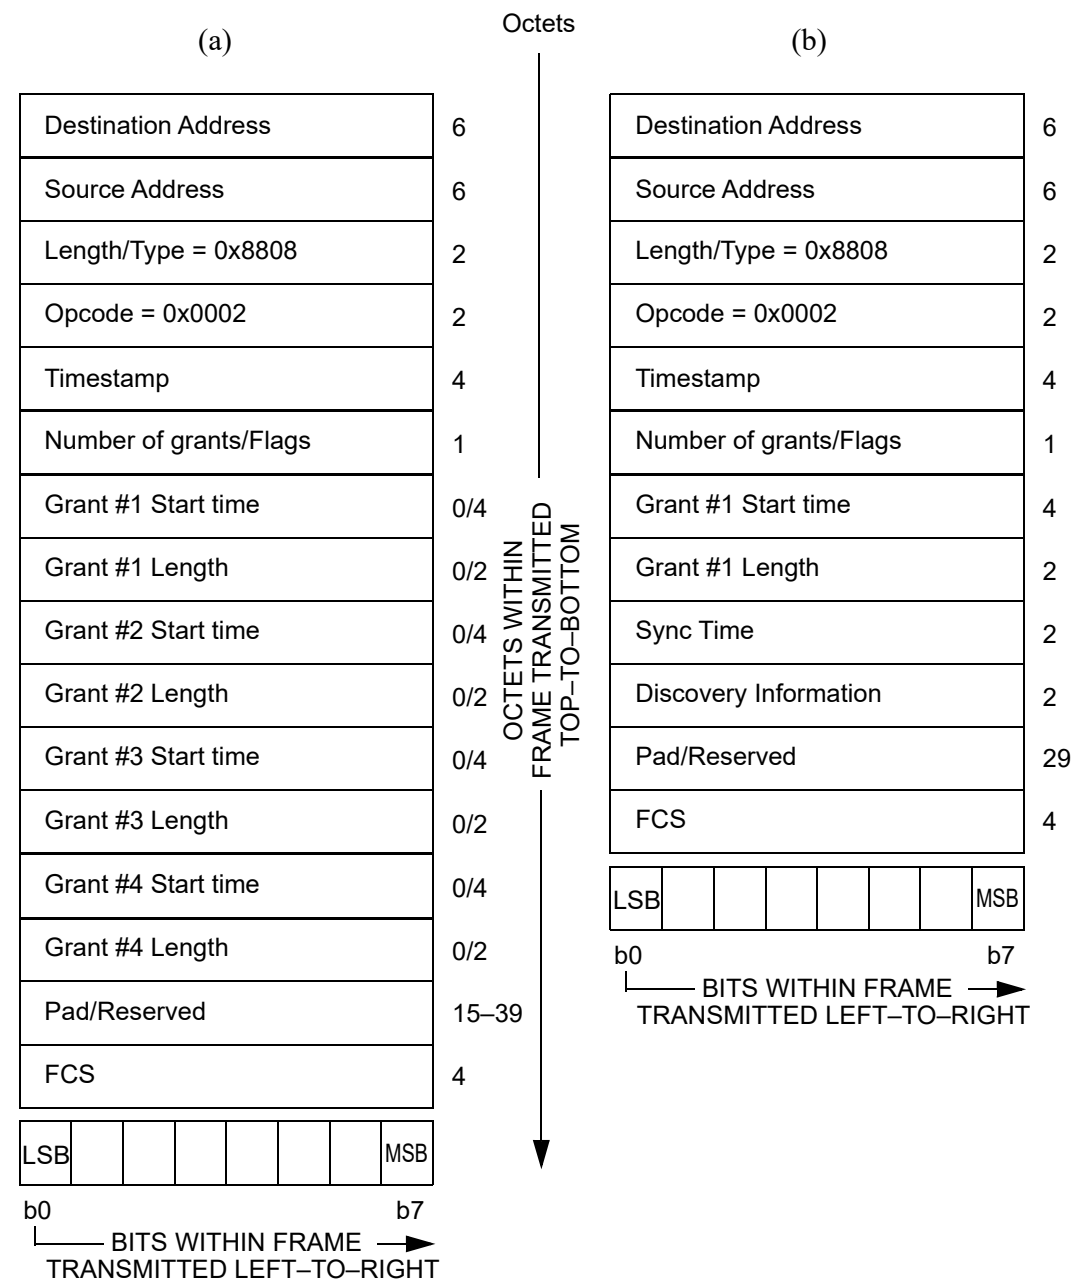 Octets
(a)
Destination Address 6
Source Address 6
Length/Type = 0x8808 2
Opcode = 0x0002 2
Timestamp 4
Number of grants/Flags 1
Grant #1 Start time 0/4
Grant #1 Length 0/2
Grant #2 Start time 0/4
Grant #2 Length 0/2
Grant #3 Start time 0/4
Grant #3 Length 0/2
Grant #4 Start time 0/4
Grant #4 Length 0/2
Pad/Reserved 15–39
FCS 4
LSB MSB
b0 b7
BITS WITHIN FRAME
TRANSMITTED LEFT–TO–RIGHT
OCTETS WITHIN
FRAME TRANSMITTED
TOP–TO–BOTTOM
(b)
Destination Address 6
Source Address 6
Length/Type = 0x8808 2
Opcode = 0x0002 2
Timestamp 4
Number of grants/Flags 1
Grant #1 Start time 4
Grant #1 Length 2
Sync Time 2
Discovery Information 2
Pad/Reserved 29
FCS 4
LSB MSB
b0 b7
BITS WITHIN FRAME
TRANSMITTED LEFT–TO–RIGHT